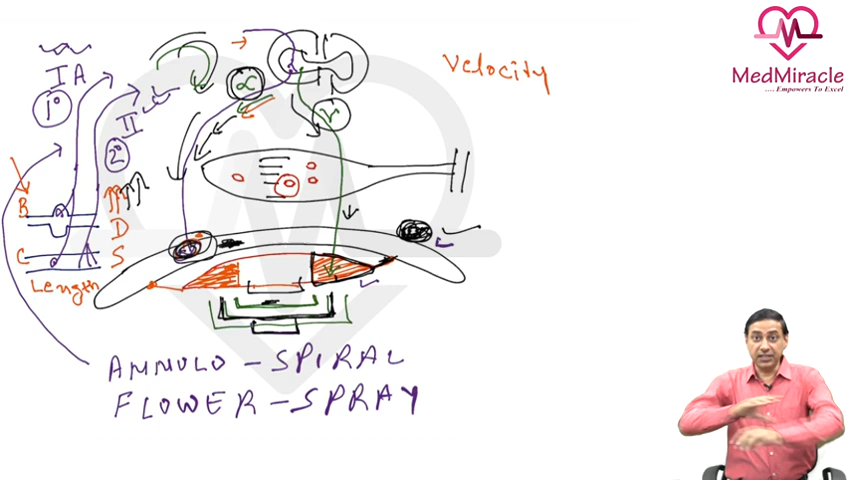 MedMiracle
.... Empowers To Excel
IA
1°
II
2°
α
γ
Velocity
B
D
C
S
Length
ANNULO - SPIRAL
FLOWER - SPRAY